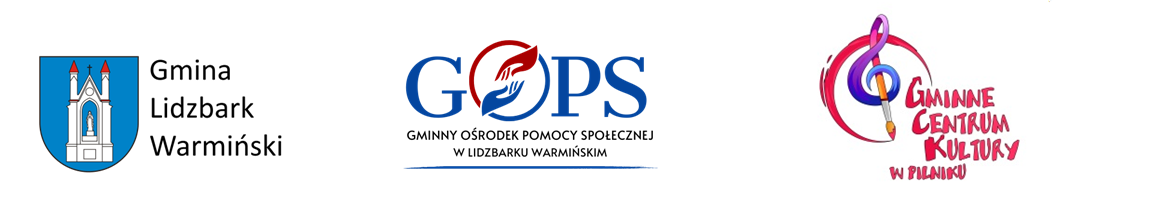 Gmina
Lidzbark
Warmiński
GOPS
GMINNY OŚRODEK POMOCY SPOŁECZNEJ
W LIDZBARKU WARMIŃSKIM
GMINNE
CENTRUM
KULTURY
W PILNIKU